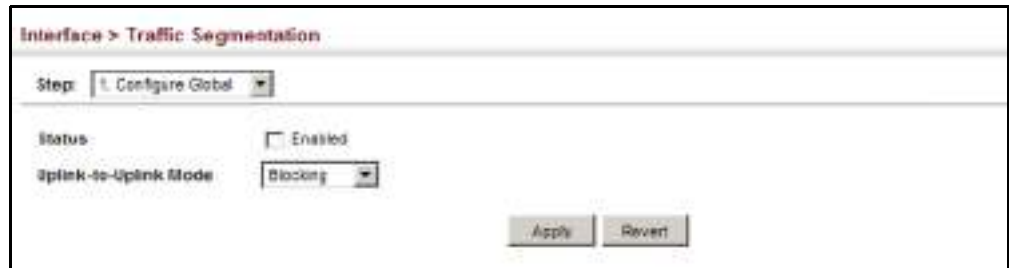 Interface > Traffic Segmentation
Step: 1. Configure Global
Status Enabled
Uplink-to-Uplink Mode Blocking
Apply Revert